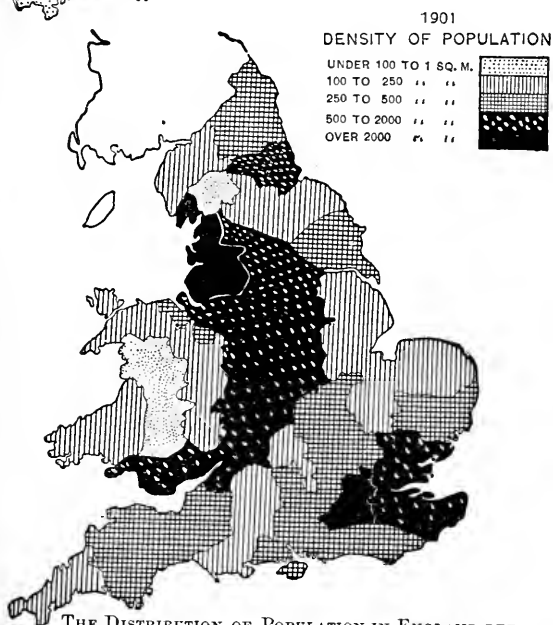 1901
DENSITY OF POPULATION
UNDER 100 TO 1 SQ. M.
100 TO 250 " "
250 TO 500 " "
500 TO 2000 " "
OVER 2000 " "
THE DISTRIBUTION OF POPULATION IN ENGLAND